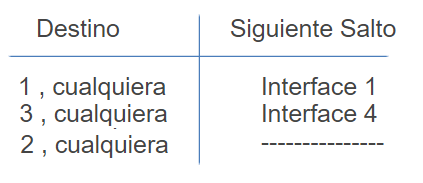 Destino Siguiente Salto
1 , cualquiera Interface 1
3 , cualquiera Interface 4
2 , cualquiera ---------------